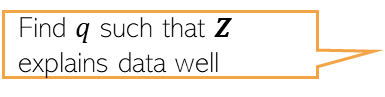 Find q such that Z
explains data well